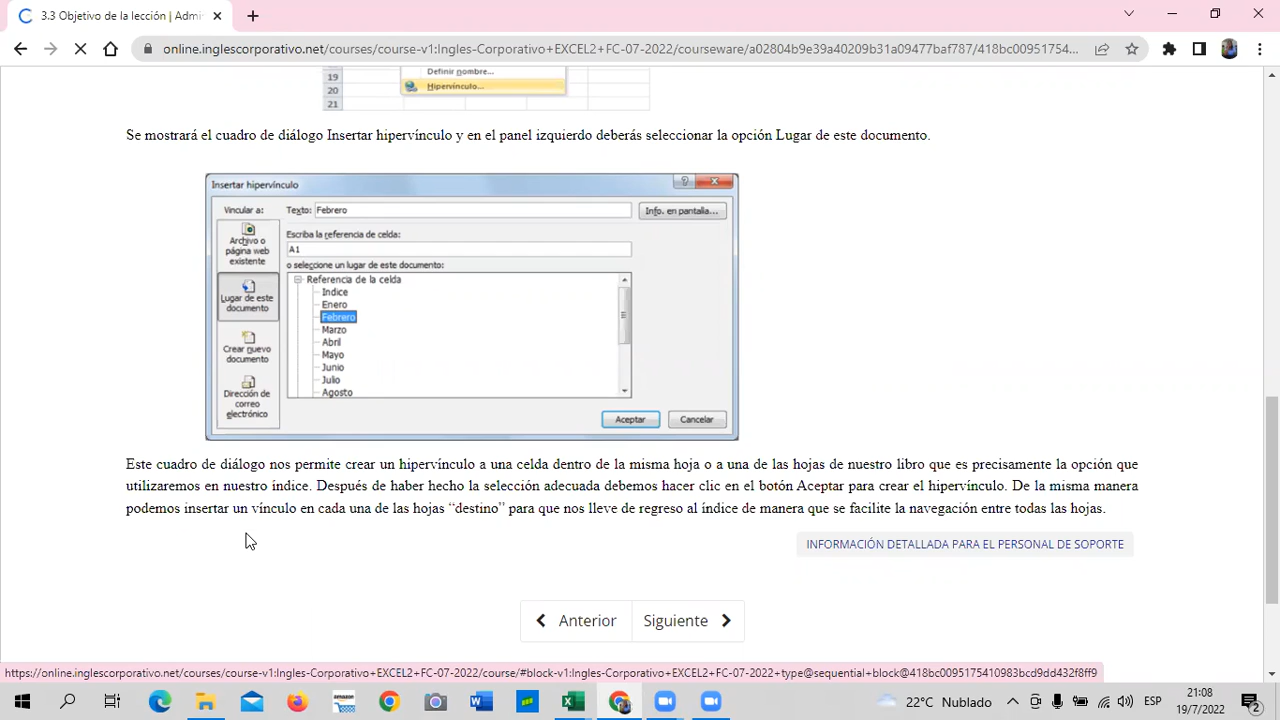 3.3 Objetivo de la lección | Admi
online.inglescorporativo.net/courses/course-v1:Ingles-Corporativo+EXCEL2+FC-07-2022/courseware/a02804b9e39a40209b31a09477baf787/418bc00951754...
19
Definir nombre...
20
Hipervínculo...
21
Se mostrará el cuadro de diálogo Insertar hipervínculo y en el panel izquierdo deberás seleccionar la opción Lugar de este documento.
Insertar hipervínculo
Vincular a:
Texto: Febrero
Info. en pantalla...
Archivo o
página web
existente
Escriba la referencia de celda:
A1
o seleccione un lugar de este documento:
Referencia de la celda
Indice
Enero
Febrero
Marzo
Abril
Mayo
Junio
Julio
Agosto
Lugar de este
documento
Crear nuevo
documento
Dirección de
correo
electrónico
Aceptar
Cancelar
Este cuadro de diálogo nos permite crear un hipervínculo a una celda dentro de la misma hoja o a una de las hojas de nuestro libro que es precisamente la opción que
utilizaremos en nuestro índice. Después de haber hecho la selección adecuada debemos hacer clic en el botón Aceptar para crear el hipervínculo. De la misma manera
podemos insertar un vínculo en cada una de las hojas “destino” para que nos lleve de regreso al índice de manera que se facilite la navegación entre todas las hojas.
INFORMACIÓN DETALLADA PARA EL PERSONAL DE SOPORTE
Anterior
Siguiente
https://online.inglescorporativo.net/courses/course-v1:Ingles-Corporativo+EXCEL2+FC-07-2022/course/#block-v1:Ingles-Corporativo+EXCEL2+FC-07-2022+type@sequential+block@418bc0095175410983bcd9dd432f8ff9
amazon
22°C Nublado
ESP
21:08
19/7/2022
2